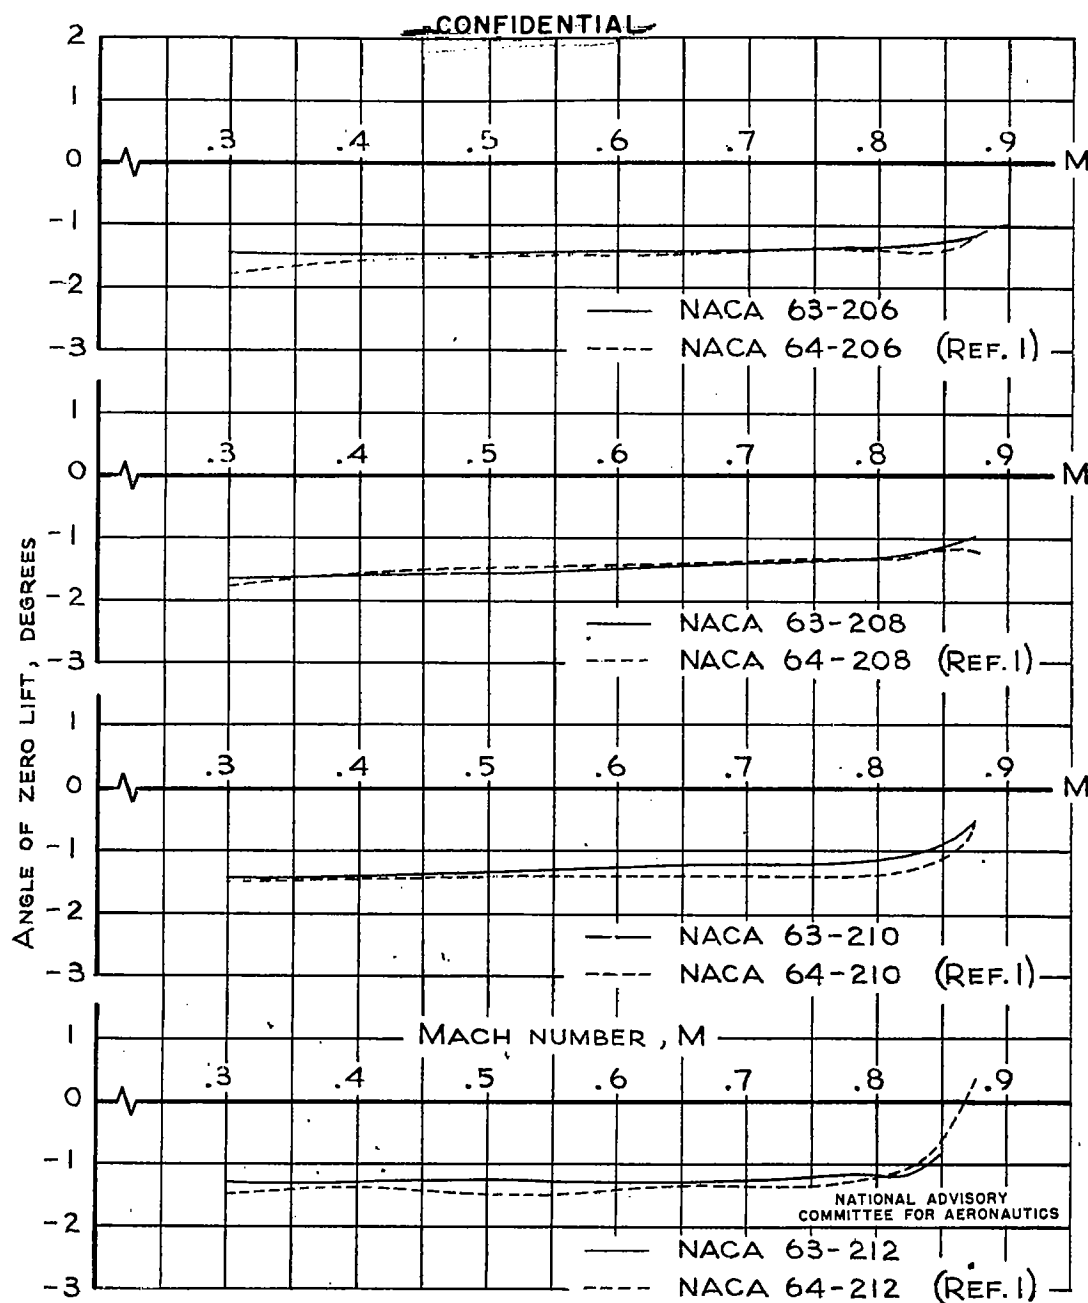 CONFIDENTIAL
2
1
.3 .4 .5 .6 .7 .8 .9
0 M
-1
-2
NACA 63-206
-3 NACA 64-206 (REF. 1)
1
.3 .4 .5 .6 .7 .8 .9
0 M
-1
-2
NACA 63-208
-3 NACA 64-208 (REF. 1)
1
.3 .4 .5 .6 .7 .8 .9
0 M
-1
-2
NACA 63-210
-3 NACA 64-210 (REF. 1)
ANGLE OF ZERO LIFT, DEGREES
1 MACH NUMBER, M
.3 .4 .5 .6 .7 .8 .9
0
-1
NATIONAL ADVISORY
COMMITTEE FOR AERONAUTICS
-2
NACA 63-212
-3 NACA 64-212 (REF. 1)